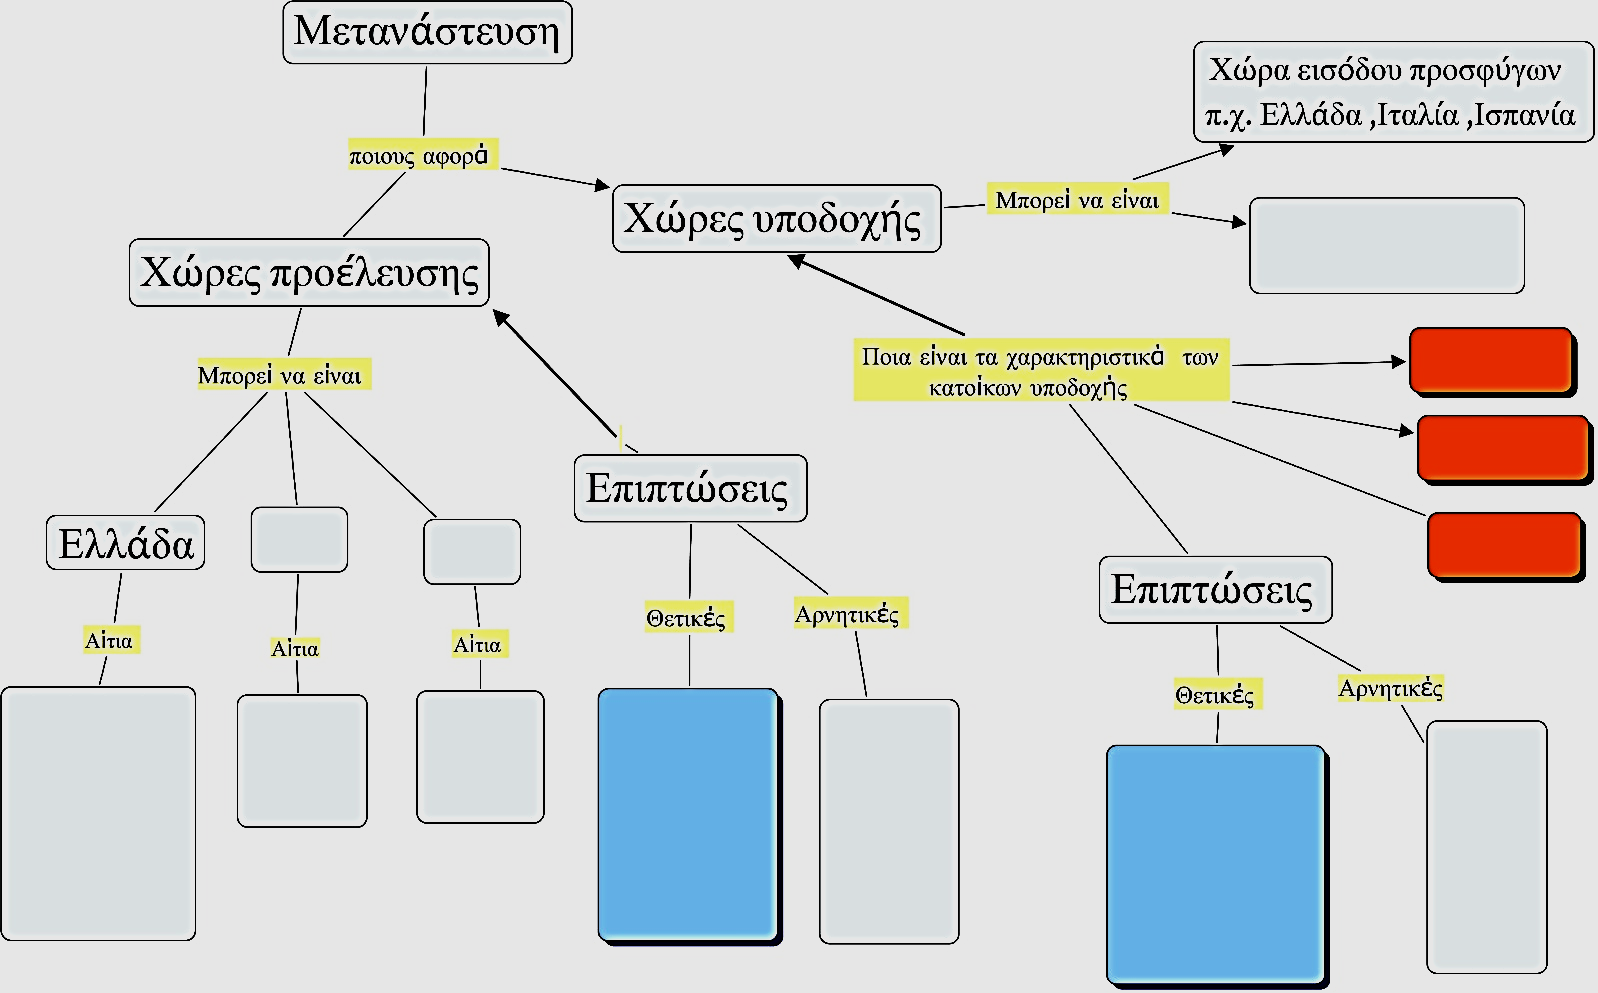 Μετανάστευση
Χώρα εισόδου προσφύγων
π.χ. Ελλάδα ,Ιταλία ,Ισπανία
ποιους αφορά
Χώρες υποδοχής
Μπορεί να είναι
Χώρες προέλευσης
Μπορεί να είναι
Ποια είναι τα χαρακτηριστικά των
κατοίκων υποδοχής
Επιπτώσεις
Ελλάδα
Επιπτώσεις
Θετικές
Αρνητικές
Αίτια
Αίτια
Αίτια
Θετικές
Αρνητικές